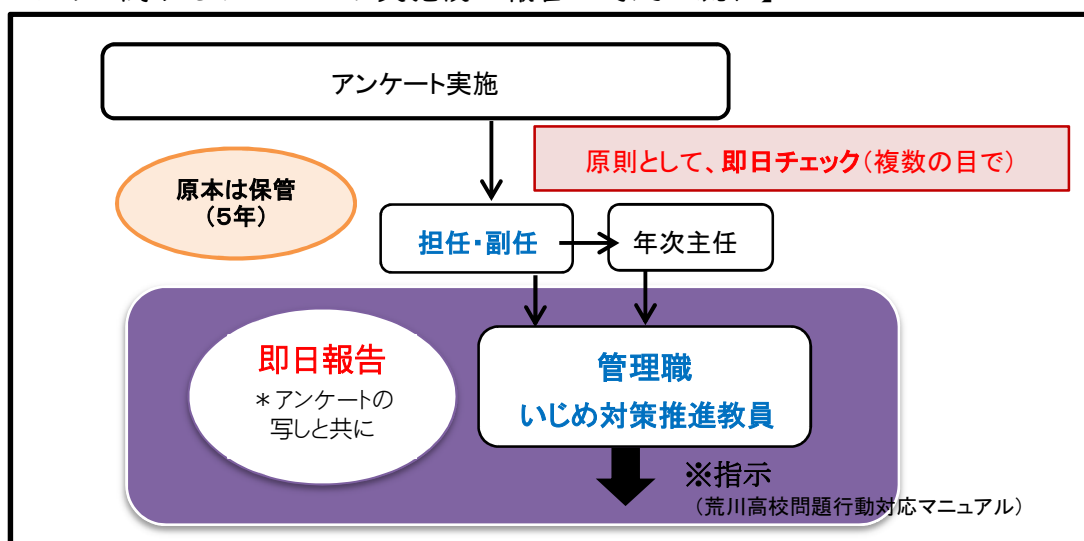 アンケート実施
原則として、即日チェック(複数の目で)
原本は保管
(5年)
担任・副任
年次主任
即日報告
＊アンケートの
写しと共に
管理職
いじめ対策推進教員
※指示
(荒川高校問題行動対応マニュアル)